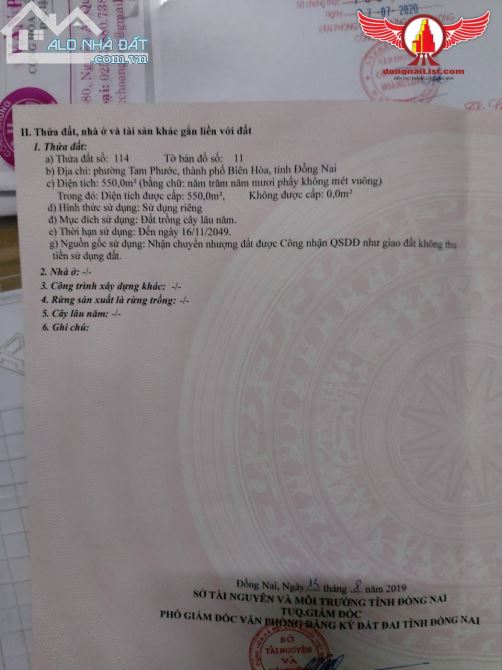 ALO NHÀ ĐẤT
.com.vn
dongnaiList.com
7-07-2020
II. Thửa đất, nhà ở và tài sản khác gắn liền với đất
1. Thửa đất:
a) Thửa đất số: 114 Tờ bản đồ số: 11
b) Địa chỉ: phường Tam Phước, thành phố Biên Hòa, tỉnh Đồng Nai
c) Diện tích: 550,0m² (bằng chữ: năm trăm năm mươi phẩy không mét vuông)
Trong đó: Diện tích được cấp: 550,0m², Không được cấp: 0,0m²
d) Hình thức sử dụng: Sử dụng riêng
đ) Mục đích sử dụng: Đất trồng cây lâu năm.
e) Thời hạn sử dụng: Đến ngày 16/11/2049.
g) Nguồn gốc sử dụng: Nhận chuyển nhượng đất được Công nhận QSDĐ như giao đất không thu
tiền sử dụng đất.
2. Nhà ở: -/-
3. Công trình xây dựng khác: -/-
4. Rừng sản xuất là rừng trồng: -/-
5. Cây lâu năm: -/-
6. Ghi chú:
Đồng Nai, Ngày 15 tháng 8 năm 2019
SỞ TÀI NGUYÊN VÀ MÔI TRƯỜNG TỈNH ĐỒNG NAI
TUQ.GIÁM ĐỐC
PHÓ GIÁM ĐỐC VĂN PHÒNG ĐĂNG KÝ ĐẤT ĐAI TỈNH ĐỒNG NAI
SỞ
TÀI NGUYÊN
VÀ